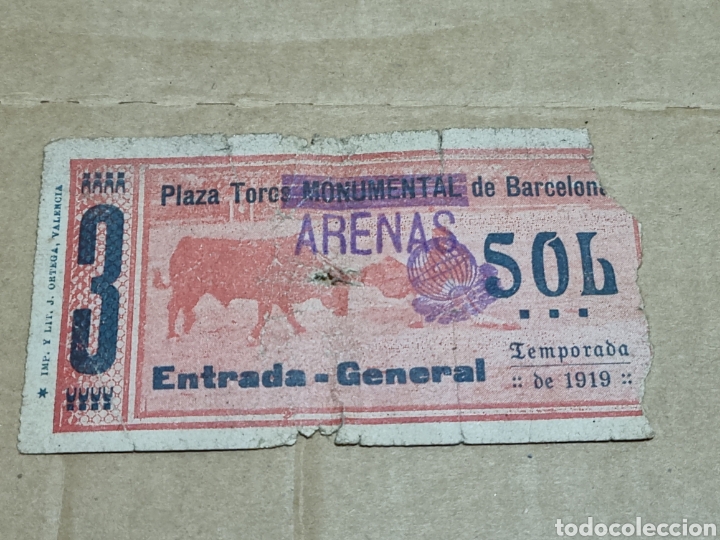 * IMP. Y LIT. J. ORTEGA, VALENCIA
3
Plaza Toros MONUMENTAL de Barcelona
ARENAS
SOL
Entrada - General
Temporada
:: de 1919 ::
todocoleccion